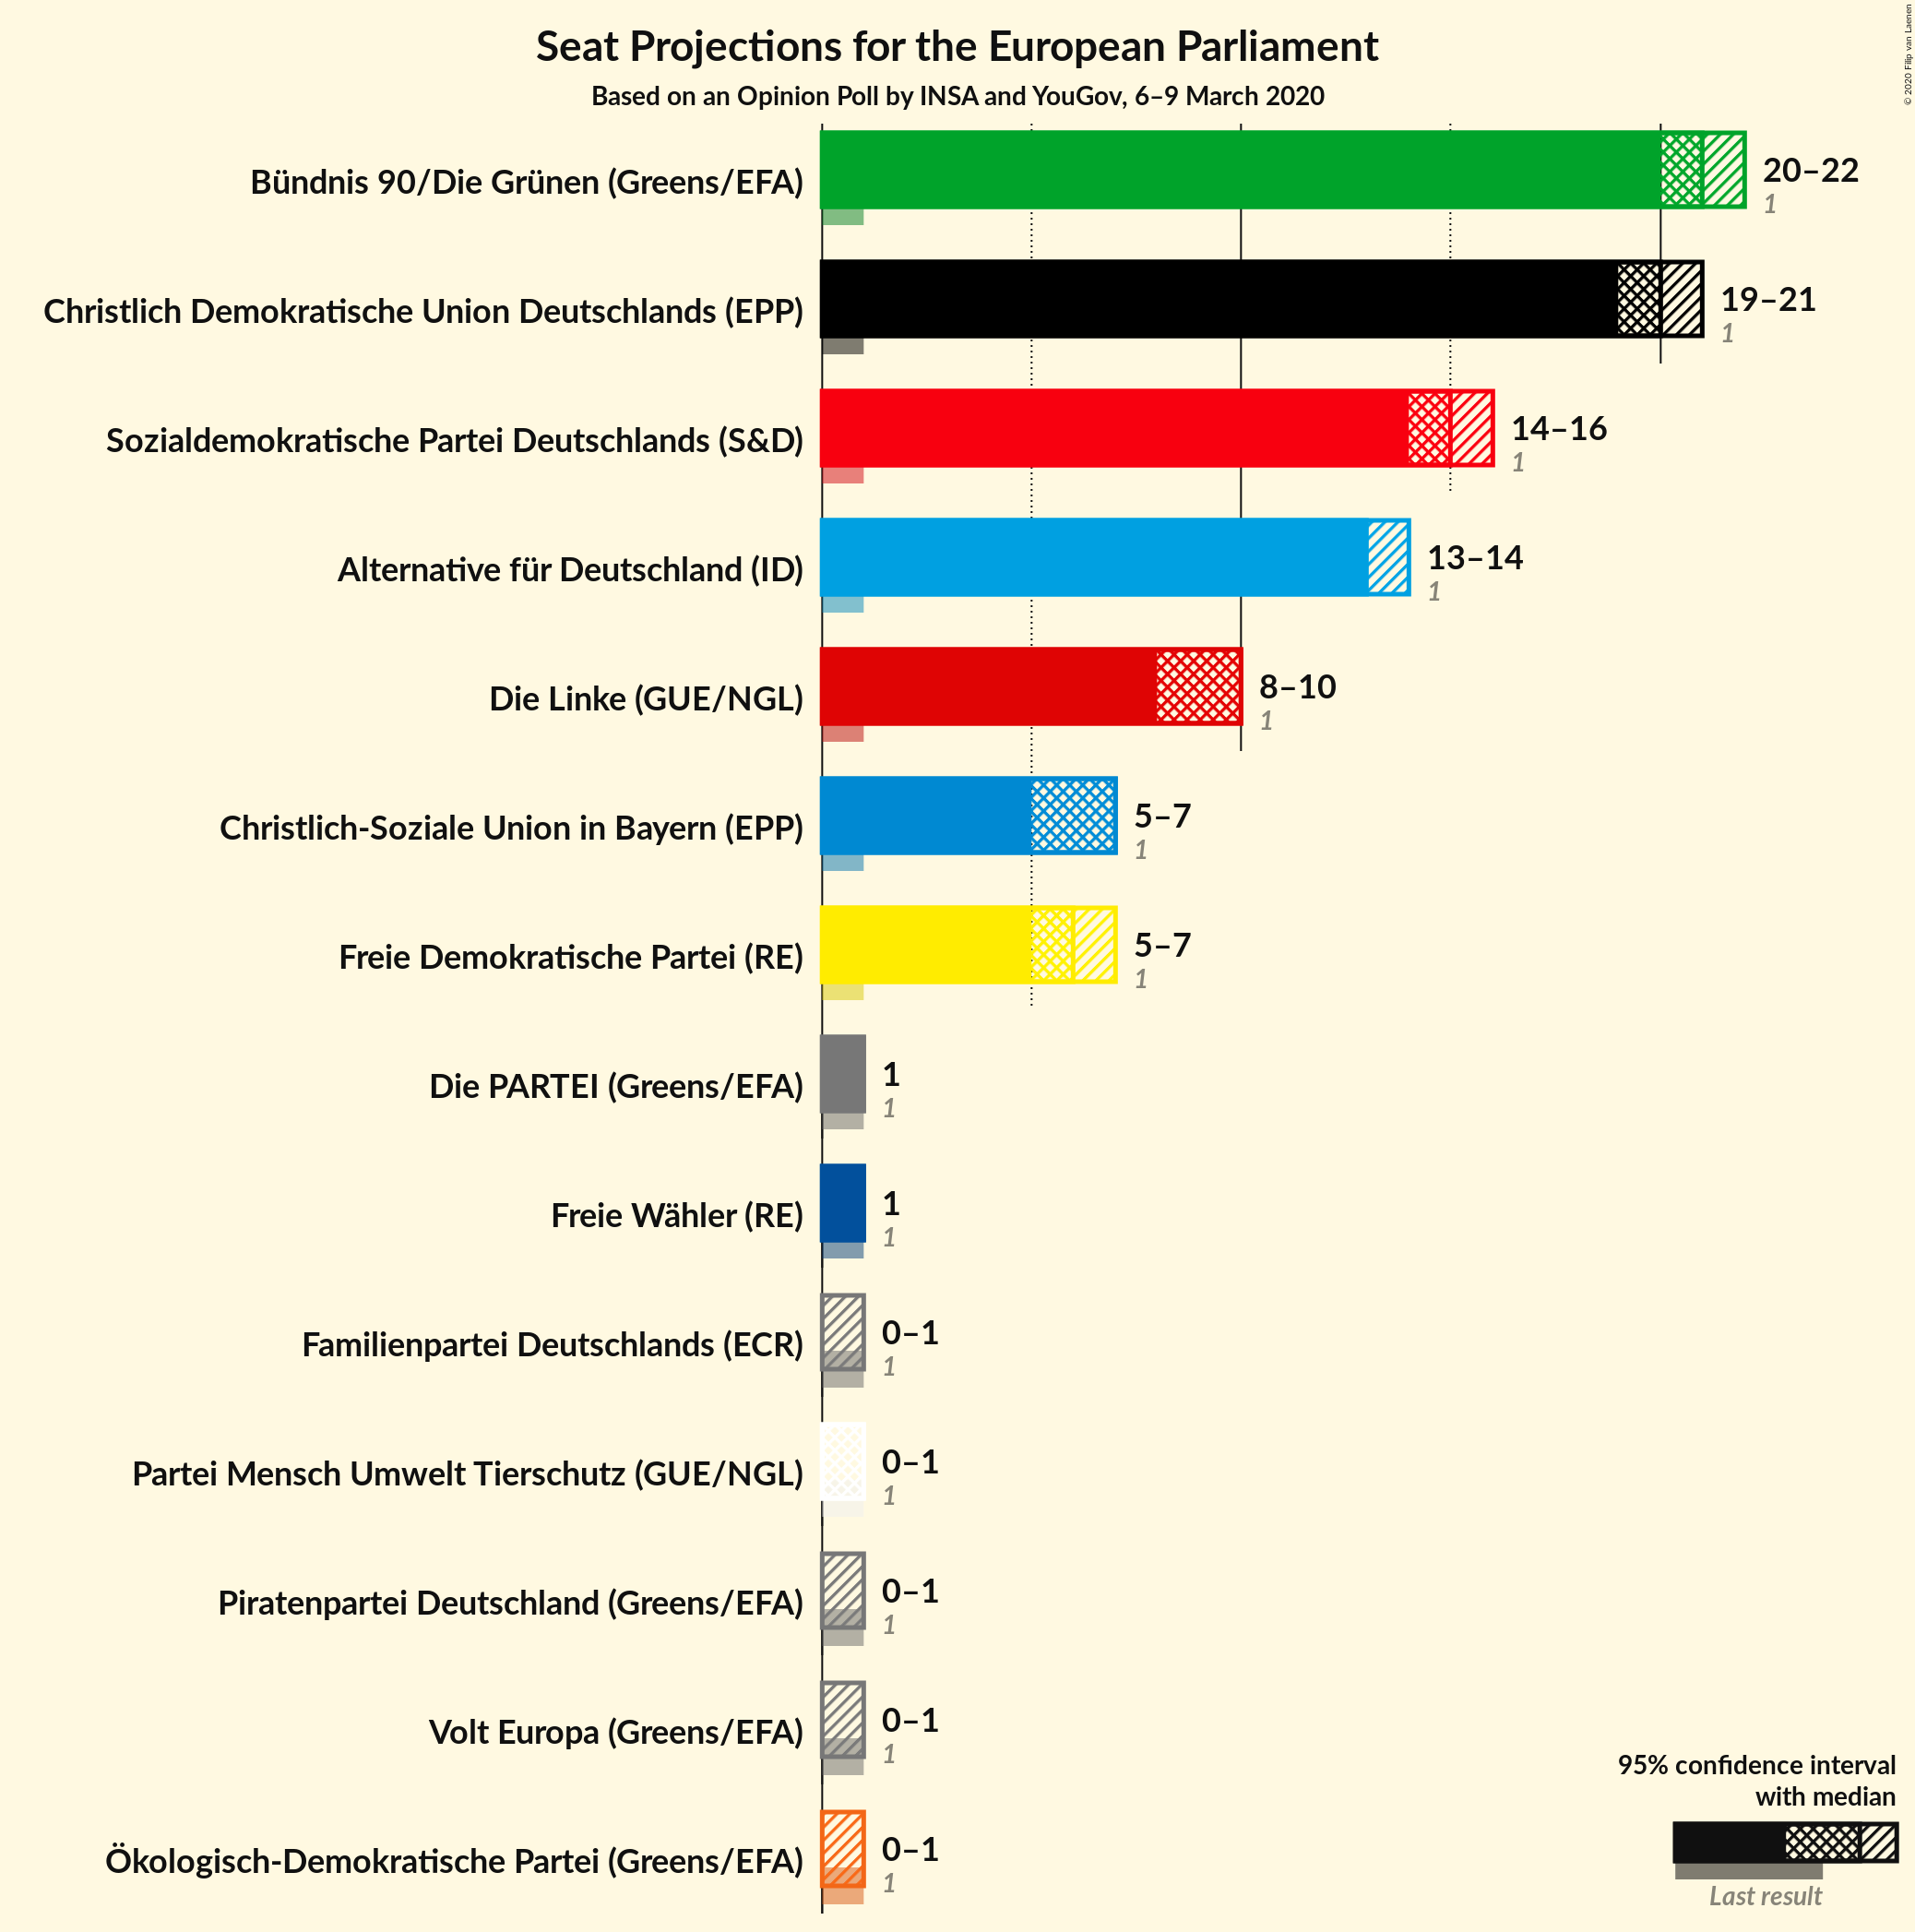 Seat Projections for the European Parliament
Based on an Opinion Poll by INSA and YouGov, 6–9 March 2020
© 2020 Filip van Laenen
Bündnis 90/Die Grünen (Greens/EFA)
20–22
1
Christlich Demokratische Union Deutschlands (EPP)
19–21
1
Sozialdemokratische Partei Deutschlands (S&D)
14–16
1
Alternative für Deutschland (ID)
13–14
1
Die Linke (GUE/NGL)
8–10
1
Christlich-Soziale Union in Bayern (EPP)
5–7
1
Freie Demokratische Partei (RE)
5–7
1
Die PARTEI (Greens/EFA)
1
1
Freie Wähler (RE)
1
1
Familienpartei Deutschlands (ECR)
0–1
1
Partei Mensch Umwelt Tierschutz (GUE/NGL)
0–1
1
Piratenpartei Deutschland (Greens/EFA)
0–1
1
Volt Europa (Greens/EFA)
0–1
1
Ökologisch-Demokratische Partei (Greens/EFA)
0–1
1
95% confidence interval
with median
Last result